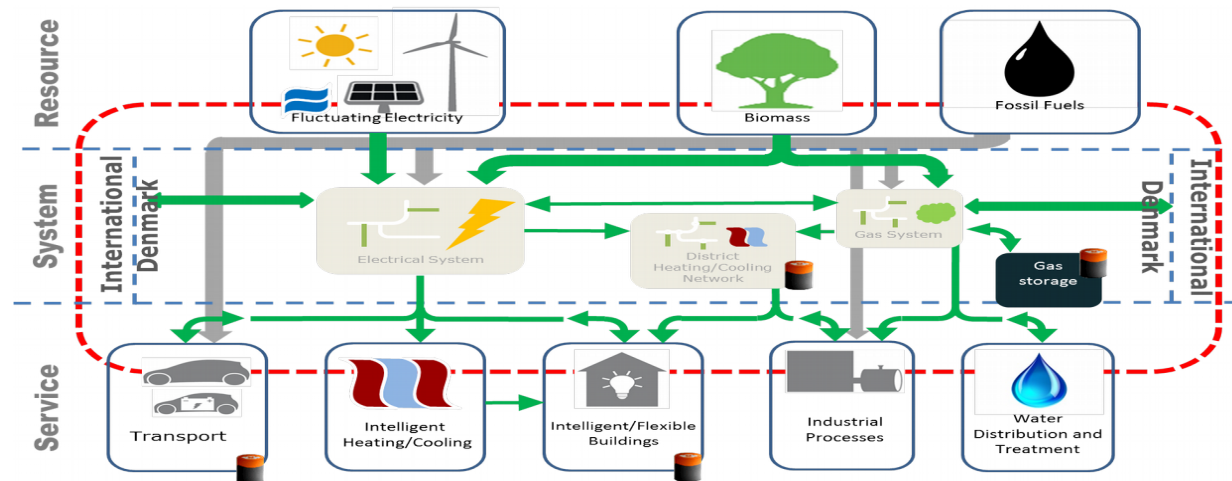 Resource
Fluctuating Electricity
Biomass
Fossil Fuels
System
International
Denmark
Electrical System
District
Heating/Cooling
Network
Gas System
Gas
storage
Denmark
International
Service
Transport
Intelligent
Heating/Cooling
Intelligent/Flexible
Buildings
Industrial
Processes
Water
Distribution and
Treatment